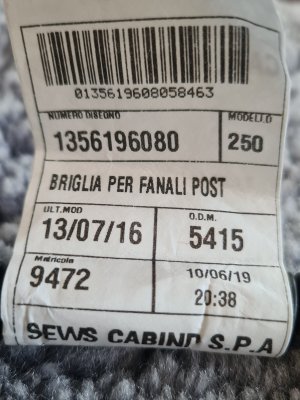 0135619608058463
NUMERO DISEGNO MODELLO
1356196080 250
BRIGLIA PER FANALI POST
ULT.MOD O.D.M.
13/07/16 5415
Matricola
9472 10/06/19
20:38
SEWS CABIND S.P.A